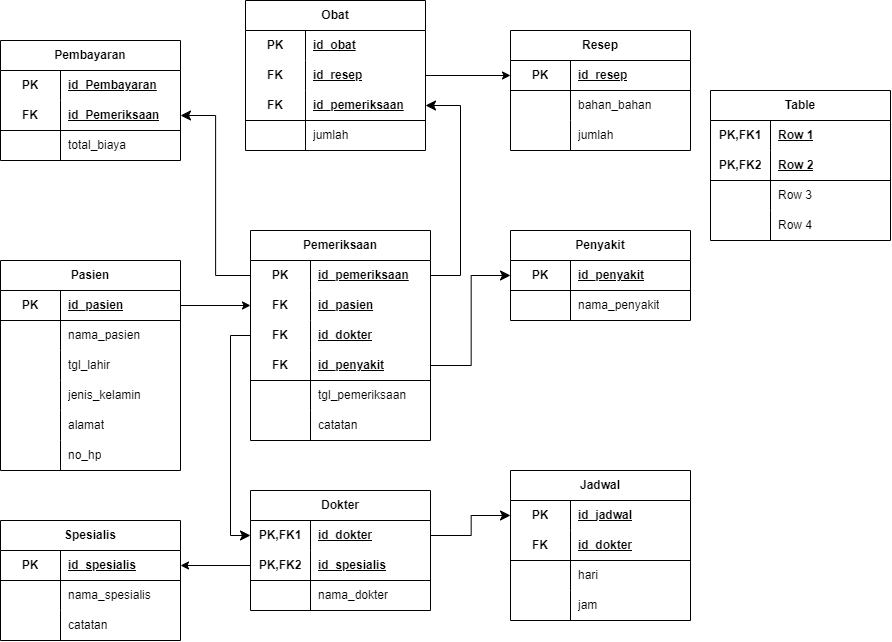 Obat
PK id_obat
FK id_resep
FK id_pemeriksaan
jumlah
Pembayaran
PK id_Pembayaran
FK id_Pemeriksaan
total_biaya
Resep
PK id_resep
bahan_bahan
jumlah
Table
PK,FK1 Row 1
PK,FK2 Row 2
Row 3
Row 4
Pemeriksaan
PK id_pemeriksaan
FK id_pasien
FK id_dokter
FK id_penyakit
tgl_pemeriksaan
catatan
Penyakit
PK id_penyakit
nama_penyakit
Pasien
PK id_pasien
nama_pasien
tgl_lahir
jenis_kelamin
alamat
no_hp
Dokter
PK,FK1 id_dokter
PK,FK2 id_spesialis
nama_dokter
Jadwal
PK id_jadwal
FK id_dokter
hari
jam
Spesialis
PK id_spesialis
nama_spesialis
catatan